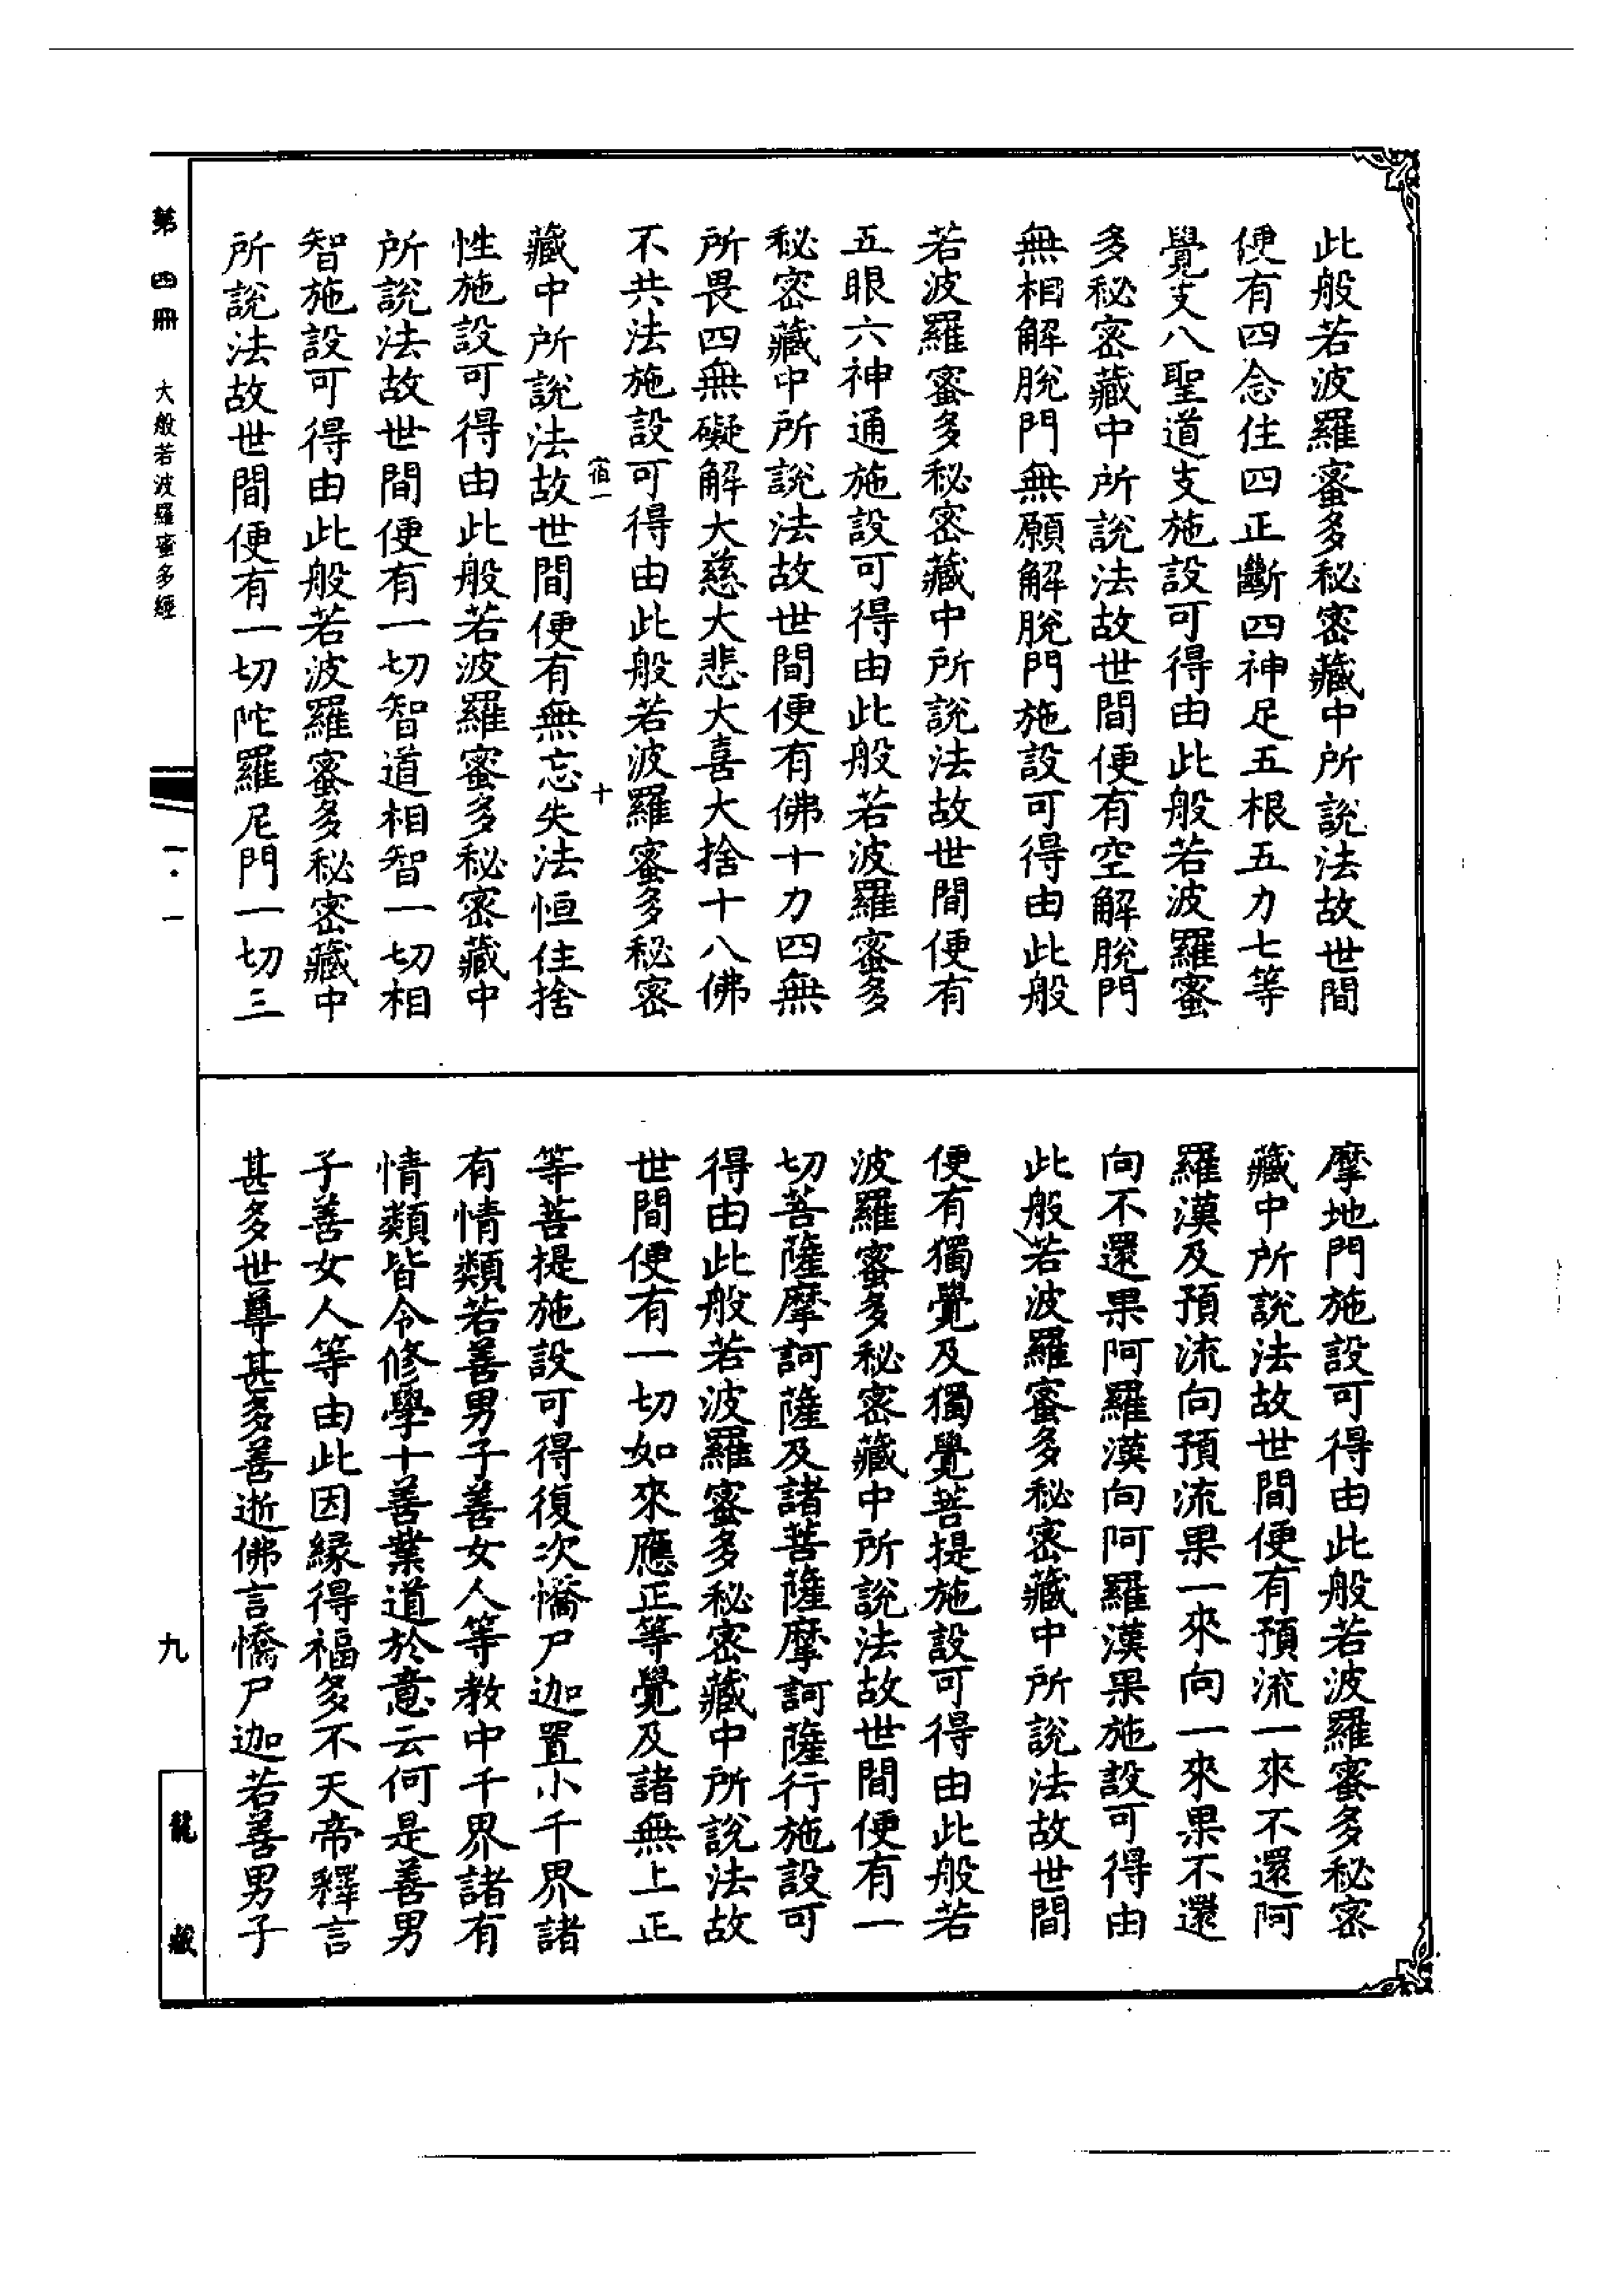 此般若波羅蜜多秘密藏中所說法故世間
便有四念住四正斷四神足五根五力七等
覺支八聖道支施設可得由此般若波羅蜜
多秘密藏中所說法故世間便有空解脫門
無相解脫門無願解脫門施設可得由此般
若波羅蜜多秘密藏中所說法故世間便有
五眼六神通施設可得由此般若波羅蜜多
秘密藏中所說法故世間便有佛十力四無
所畏四無礙解大慈大悲大喜大捨十八佛
不共法施設可得由此般若波羅蜜多秘密
宿一
十
藏中所說法故世間便有無忘失法恒住捨
性施設可得由此般若波羅蜜多秘密藏中
所說法故世間便有一切智道相智一切相
智施設可得由此般若波羅蜜多秘密藏中
所說法故世間便有一切陀羅尼門一切三
摩地門施設可得由此般若波羅蜜多秘密
藏中所說法故世間便有預流一來不還阿
羅漢及預流向預流果一來向一來果不還
向不還果阿羅漢向阿羅漢果施設可得由
此般若波羅蜜多秘密藏中所說法故世間
便有獨覺及獨覺菩提施設可得由此般若
波羅蜜多秘密藏中所說法故世間便有一
切菩薩摩訶薩及諸菩薩摩訶薩行施設可
得由此般若波羅蜜多秘密藏中所說法故
世間便有一切如來應正等覺及諸無上正
等菩提施設可得復次憍尸迦置小千界諸
有情類若善男子善女人等教中千界諸有
情類皆令修學十善業道於意云何是善男
子善女人等由此因緣得福多不天帝釋言
甚多世尊甚多善逝佛言憍尸迦若善男子
第四冊 大般若波羅蜜多經
一·一
九
龍藏